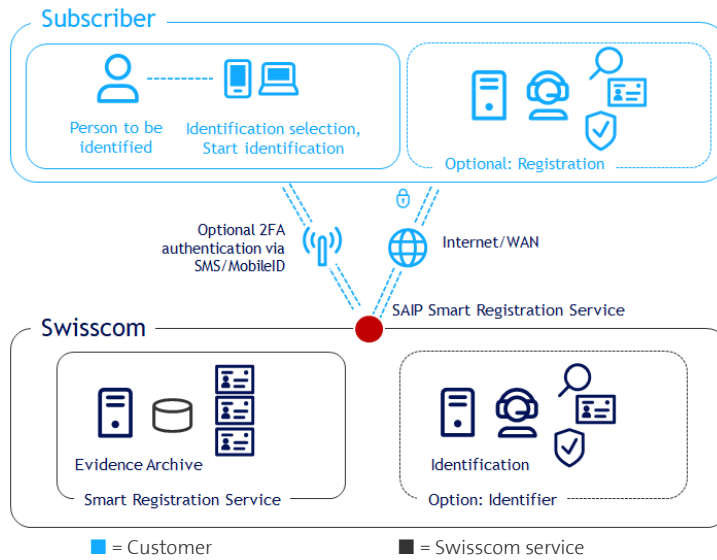 Subscriber
Person to be
identified
Identification selection,
Start identification
Optional: Registration
Optional 2FA
authentication via
SMS/MobileID
Internet/WAN
SAIP Smart Registration Service
Swisscom
Evidence Archive
Smart Registration Service
Identification
Option: Identifier
= Customer
= Swisscom service